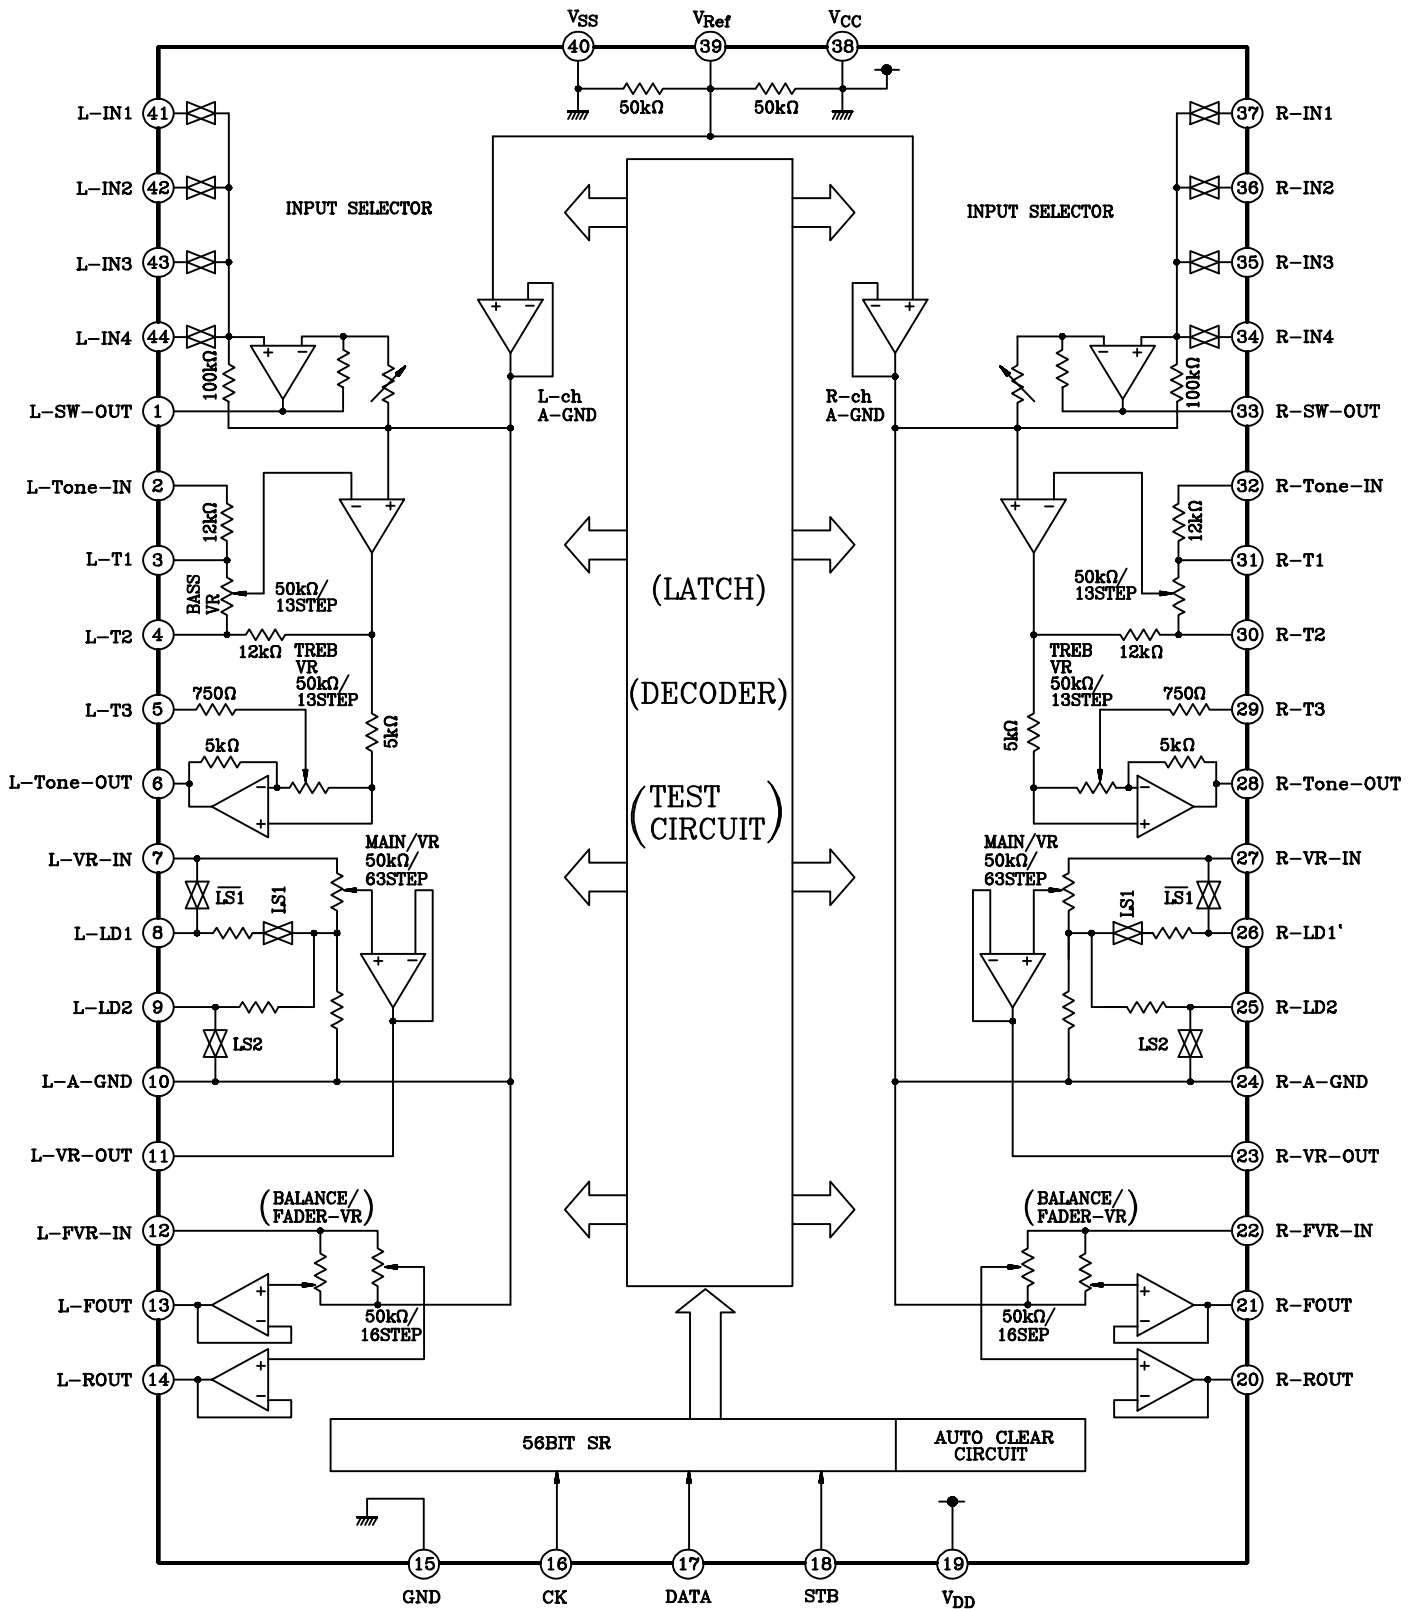 VSS VRef VCC
40 39 38
50kΩ 50kΩ
L-IN1 41 37 R-IN1
L-IN2 42 36 R-IN2
INPUT SELECTOR INPUT SELECTOR
L-IN3 43 35 R-IN3
+ − − +
L-IN4 44 34 R-IN4
+ − − +
100kΩ 100kΩ
L-ch R-ch
A-GND A-GND
L-SW-OUT 1 33 R-SW-OUT
L-Tone-IN 2 32 R-Tone-IN
− + + −
12kΩ 12kΩ
L-T1 3 31 R-T1
BASS
VR
50kΩ/
13STEP
50kΩ/
13STEP
(LATCH)
L-T2 4 30 R-T2
12kΩ 12kΩ
TREB
VR
50kΩ/
13STEP
TREB
VR
50kΩ/
13STEP
(DECODER)
L-T3 5 750Ω 750Ω 29 R-T3
5kΩ 5kΩ
5kΩ 5kΩ
L-Tone-OUT 6 28 R-Tone-OUT
− −
+ +
(TEST
CIRCUIT)
MAIN/VR
50kΩ/
63STEP
MAIN/VR
50kΩ/
63STEP
L-VR-IN 7 27 R-VR-IN
LS1 LS1 LS1 LS1
L-LD1 8 26 R-LD1'
+ − − +
L-LD2 9 25 R-LD2
LS2 LS2
L-A-GND 10 24 R-A-GND
L-VR-OUT 11 23 R-VR-OUT
(BALANCE/
FADER-VR)
(BALANCE/
FADER-VR)
L-FVR-IN 12 22 R-FVR-IN
+ +
L-FOUT 13 21 R-FOUT
− −
50kΩ/
16STEP
50kΩ/
16SEP
+ +
L-ROUT 14 20 R-ROUT
− −
56BIT SR
AUTO CLEAR
CIRCUIT
15 16 17 18 19
GND CK DATA STB VDD